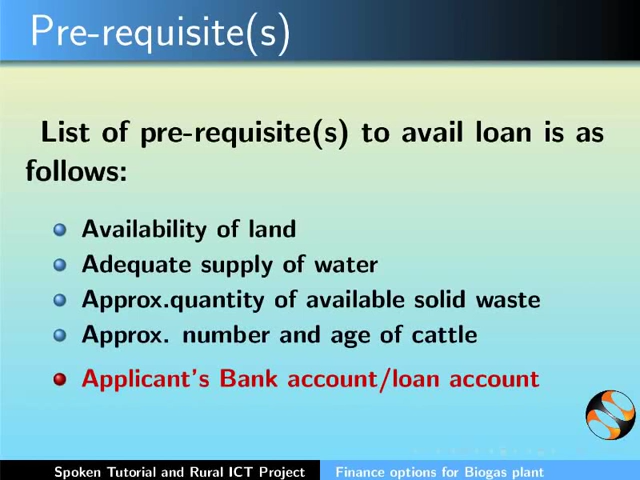 Pre-requisite(s)
List of pre-requisite(s) to avail loan is as
follows:
Availability of land
Adequate supply of water
Approx.quantity of available solid waste
Approx. number and age of cattle
Applicant's Bank account/loan account
Spoken Tutorial and Rural ICT Project
Finance options for Biogas plant